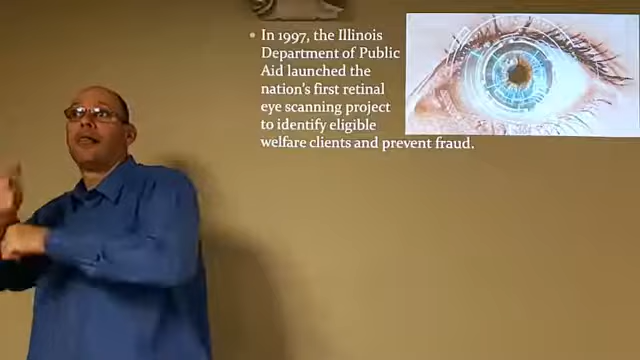 • In 1997, the Illinois
Department of Public
Aid launched the
nation's first retinal
eye scanning project
to identify eligible
welfare clients and prevent fraud.